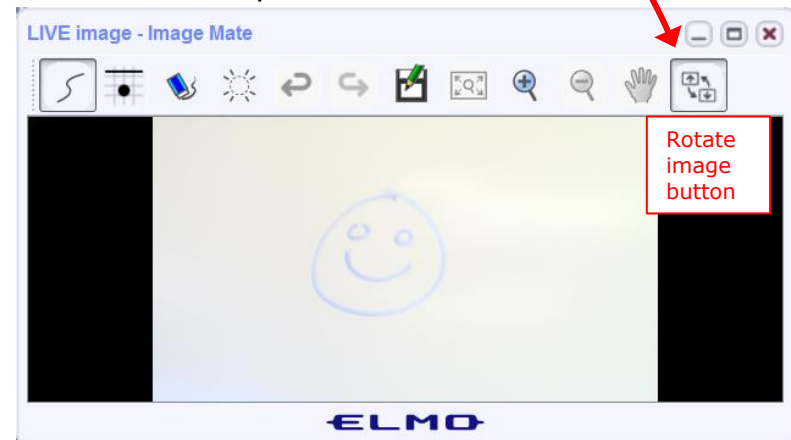 LIVE image - Image Mate
Rotate
image
button
ELMO